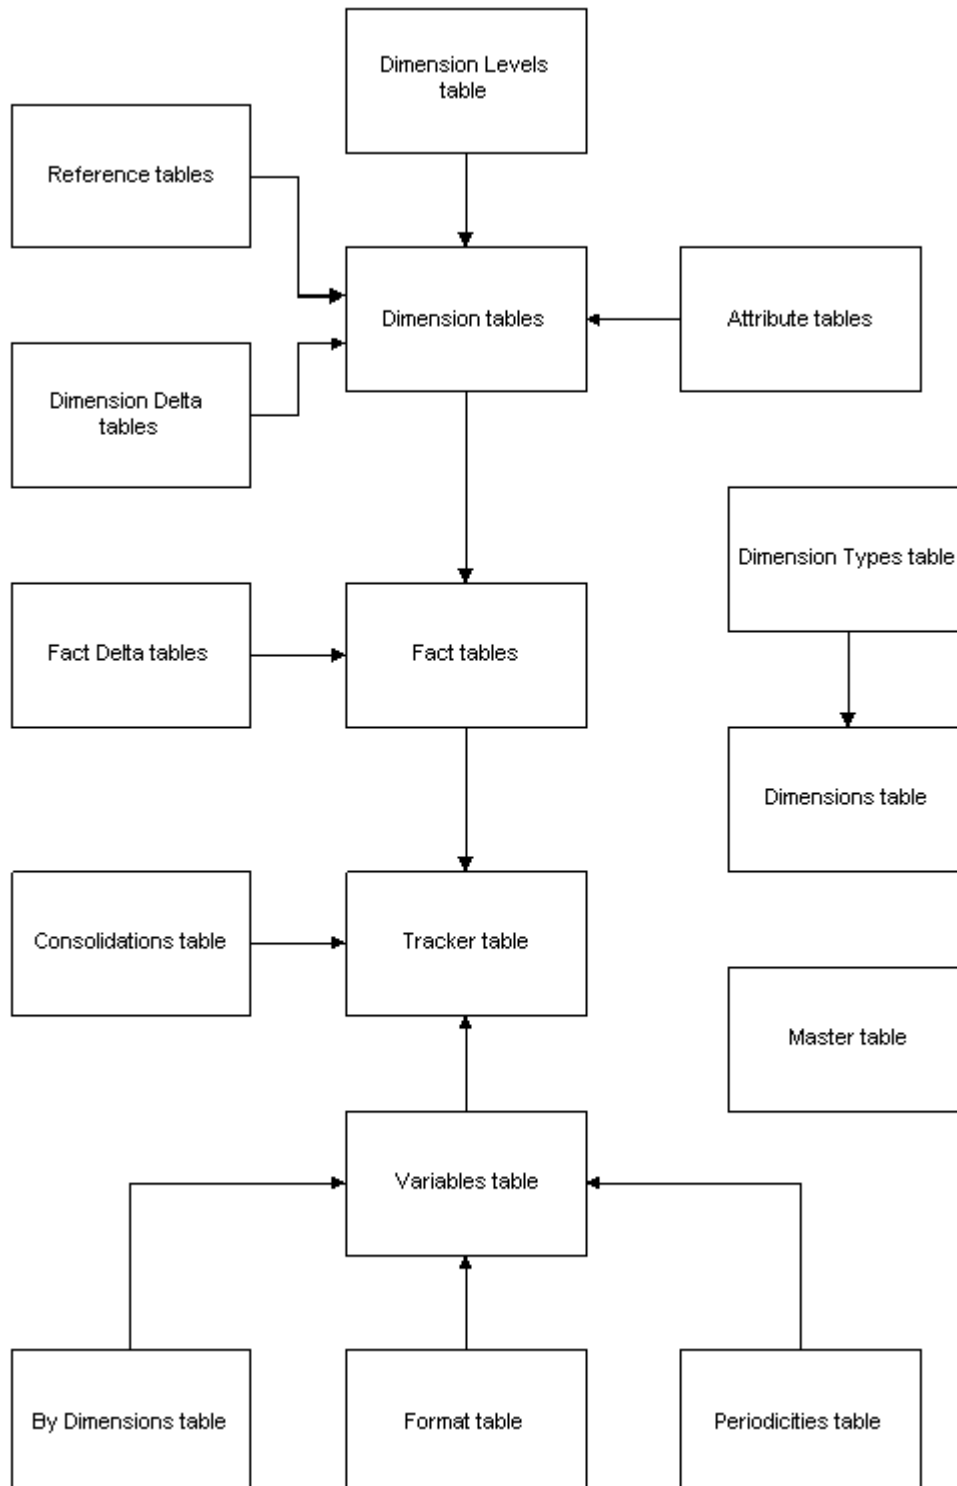 Dimension Levels
table
Reference tables
Dimension tables
Attribute tables
Dimension Delta
tables
Dimension Types table
Fact Delta tables
Fact tables
Dimensions table
Consolidations table
Tracker table
Master table
Variables table
By Dimensions table
Format table
Periodicities table